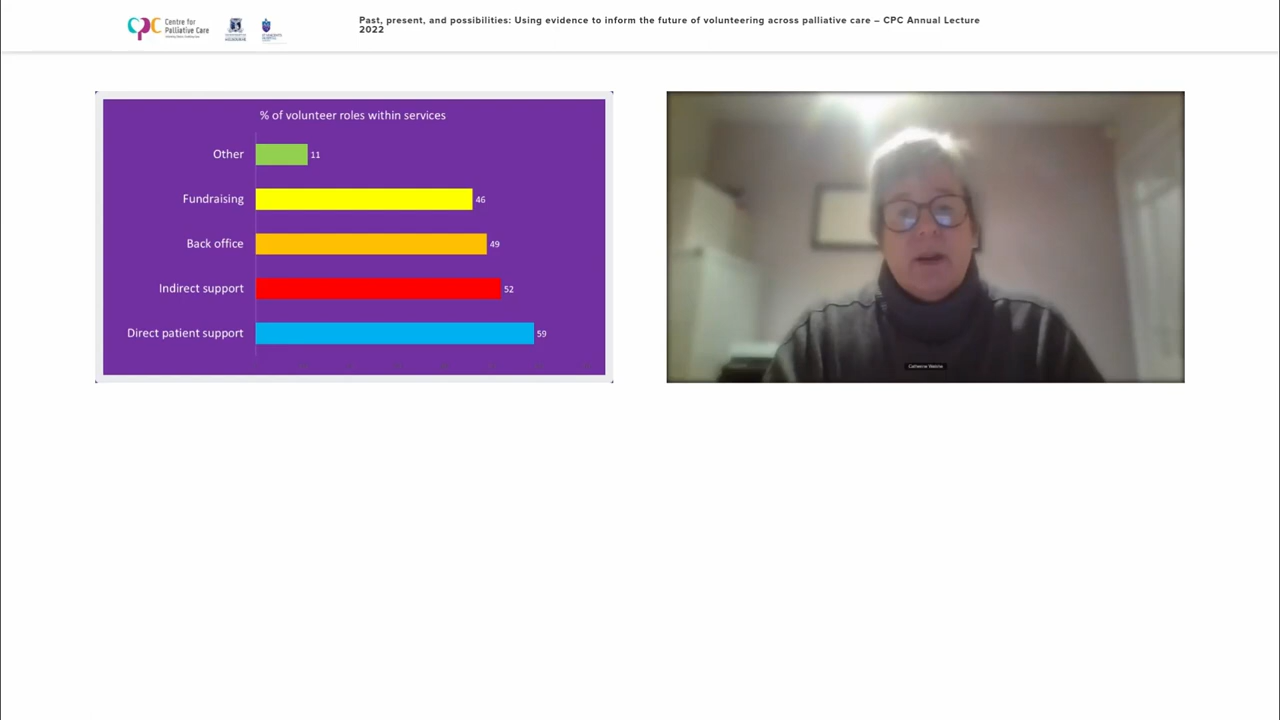 Centre for
Palliative Care
Past, present, and possibilities: Using evidence to inform the future of volunteering across palliative care – CPC Annual Lecture
2022
% of volunteer roles within services
Other
11
Fundraising
46
Back office
49
Indirect support
52
Direct patient support
59